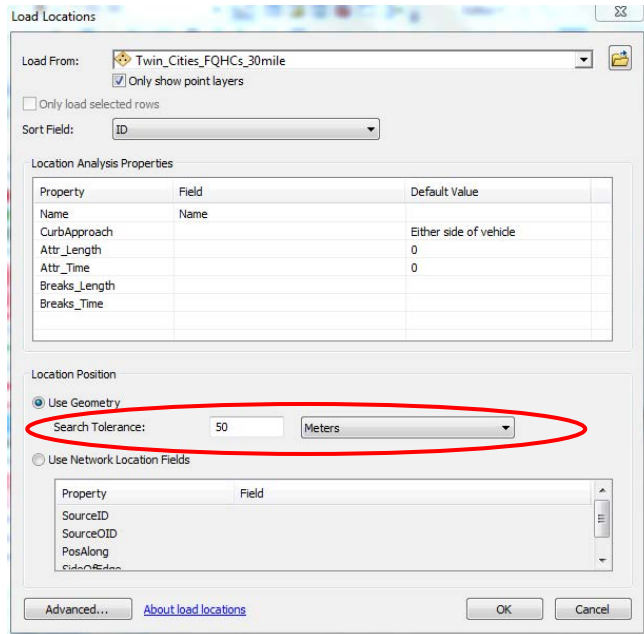 Load Locations
Load From: Twin_Cities_FQHCs_30mile
Only show point layers
Only load selected rows
Sort Field: ID
Location Analysis Properties
Property Field Default Value
Name Name
CurbApproach Either side of vehicle
Attr_Length 0
Attr_Time 0
Breaks_Length
Breaks_Time
Location Position
Use Geometry
Search Tolerance: 50 Meters
Use Network Location Fields
Property Field
SourceID
SourceOID
PosAlong
SideOfEdge
Advanced... About load locations OK Cancel